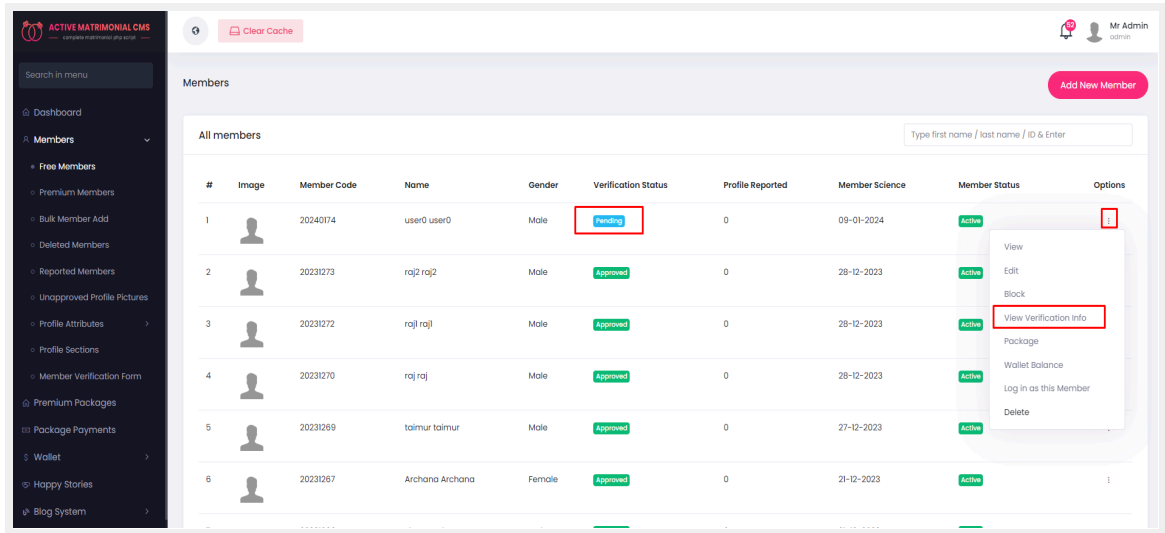 ACTIVE MATRIMONIAL CMS
complete matrimonial php script
Clear Cache
52
Mr Admin
admin
Search in menu
Dashboard
Members
Free Members
Premium Members
Bulk Member Add
Deleted Members
Reported Members
Unapproved Profile Pictures
Profile Attributes
Profile Sections
Member Verification Form
Premium Packages
Package Payments
Wallet
Happy Stories
Blog System
Members
Add New Member
All members
Type first name / last name / ID & Enter
# Image Member Code Name Gender Verification Status Profile Reported Member Science Member Status Options
1 20240174 user0 user0 Male Pending 0 09-01-2024 Active
2 20231273 raj2 raj2 Male Approved 0 28-12-2023 Active
3 20231272 raj1 raj1 Male Approved 0 28-12-2023 Active
4 20231270 raj raj Male Approved 0 28-12-2023 Active
5 20231269 taimur taimur Male Approved 0 27-12-2023 Active
6 20231267 Archana Archana Female Approved 0 21-12-2023 Active
View
Edit
Block
View Verification Info
Package
Wallet Balance
Log in as this Member
Delete